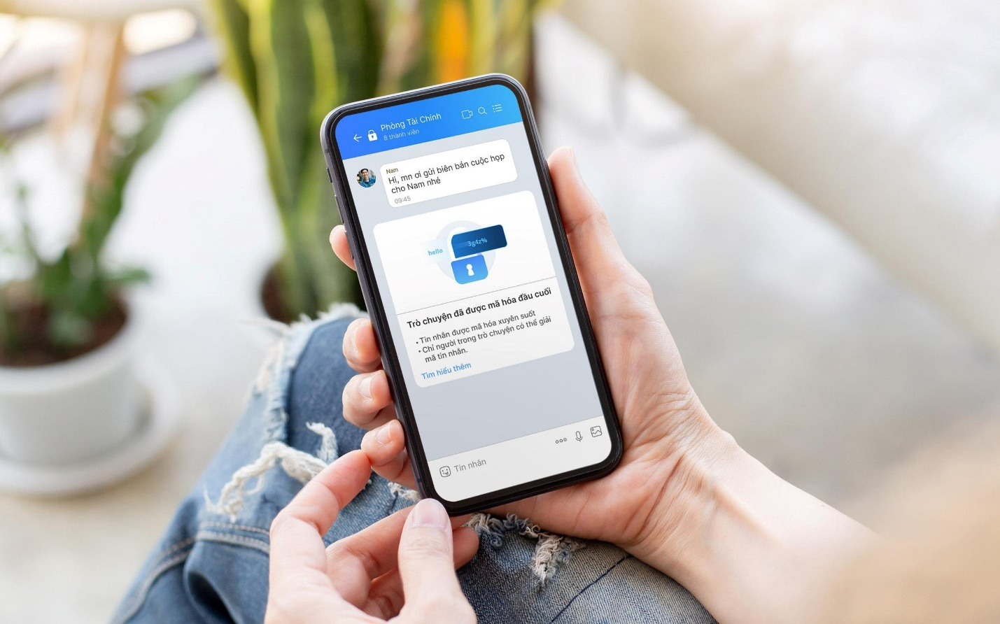 Phòng Tài Chính
8 thành viên
Nam
Hi, mn ơi gửi biên bản cuộc họp
cho Nam nhé
09:45
hello
3g4z%
Trò chuyện đã được mã hóa đầu cuối
• Tin nhắn được mã hóa xuyên suốt
• Chỉ người trong trò chuyện có thể giải
mã tin nhắn.
Tìm hiểu thêm
Tin nhắn